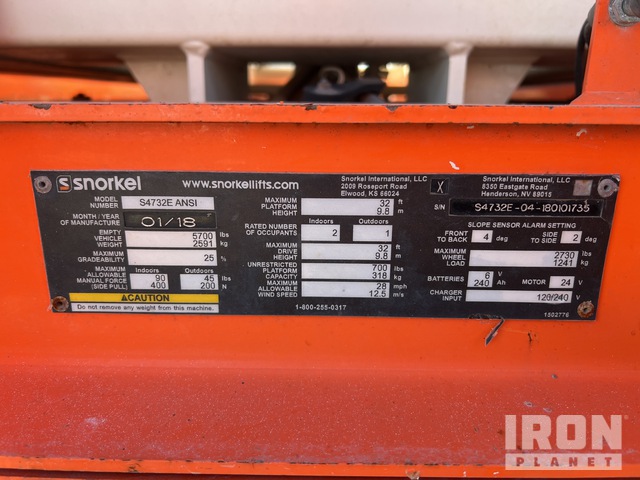 snorkel
www.snorkellifts.com
Snorkel International, LLC
2009 Roseport Road
Elwood, KS 66024
X
Snorkel International, LLC
8350 Eastgate Road
Henderson, NV 89015
MODEL NUMBER S4732E ANSI
MONTH / YEAR OF MANUFACTURE 01/18
EMPTY VEHICLE WEIGHT 5700 lbs 2591 kg
MAXIMUM GRADEABILITY 25 %
MAXIMUM ALLOWABLE MANUAL FORCE (SIDE PULL) Indoors 90 400 Outdoors 45 200 lbs N
CAUTION
Do not remove any weight from this machine.
MAXIMUM PLATFORM HEIGHT 32 ft 9.8 m
RATED NUMBER OF OCCUPANTS Indoors 2 Outdoors 1
MAXIMUM DRIVE HEIGHT 32 ft 9.8 m
UNRESTRICTED PLATFORM CAPACITY 700 lbs 318 kg
MAXIMUM ALLOWABLE WIND SPEED 28 mph 12.5 m/s
1-800-255-0317
S/N S4732E-04-180101735
SLOPE SENSOR ALARM SETTING
FRONT TO BACK 4 deg SIDE TO SIDE 2 deg
MAXIMUM WHEEL LOAD 2730 lbs 1241 kg
BATTERIES 6 V 240 Ah MOTOR 24 V
CHARGER INPUT 120/240 V
1502776
IRON
PLANET